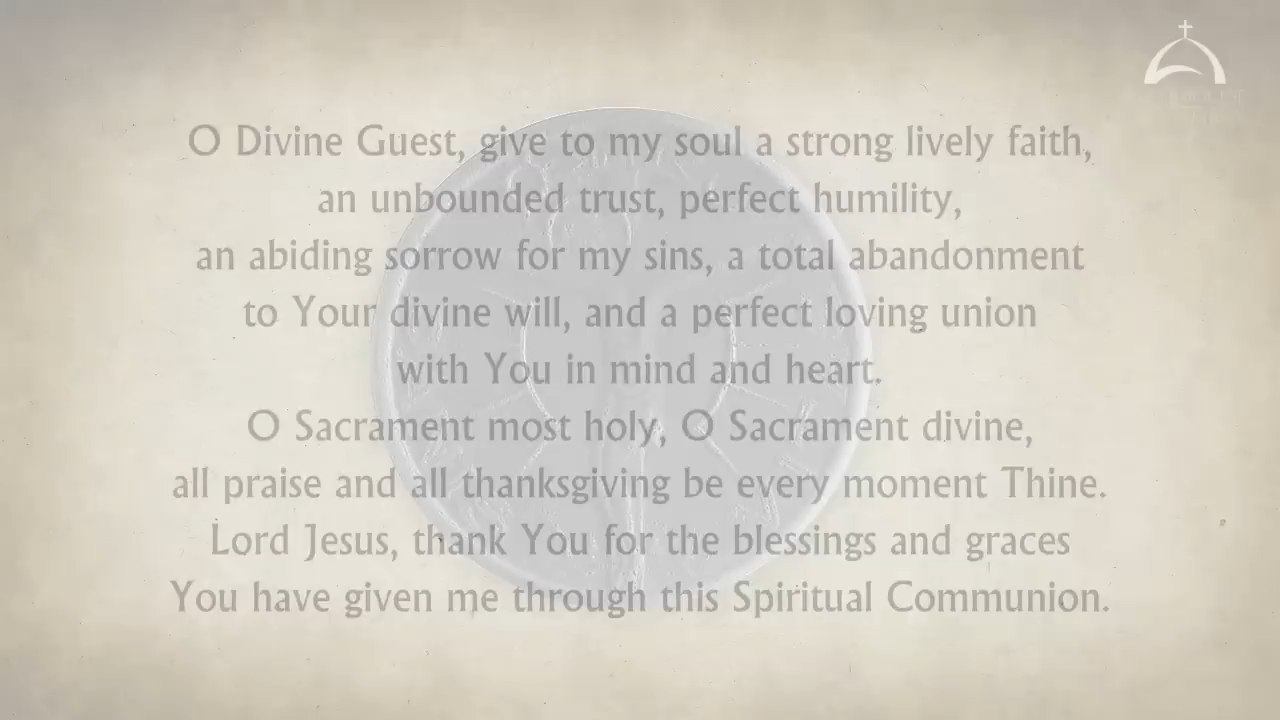 O Divine Guest, give to my soul a strong lively faith,
an unbounded trust, perfect humility,
an abiding sorrow for my sins, a total abandonment
to Your divine will, and a perfect loving union
with You in mind and heart.
O Sacrament most holy, O Sacrament divine,
all praise and all thanksgiving be every moment Thine.
Lord Jesus, thank You for the blessings and graces
You have given me through this Spiritual Communion.